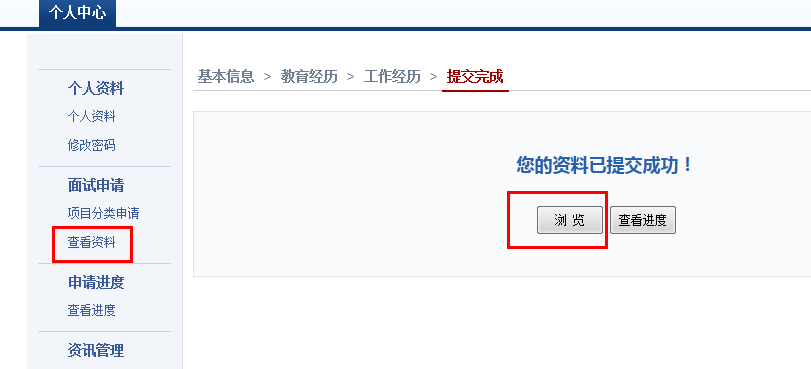 个人中心
个人资料
个人资料
修改密码
面试申请
项目分类申请
查看资料
申请进度
查看进度
资讯管理
基本信息 > 教育经历 > 工作经历 > 提交完成
您的资料已提交成功！
浏 览 查看进度